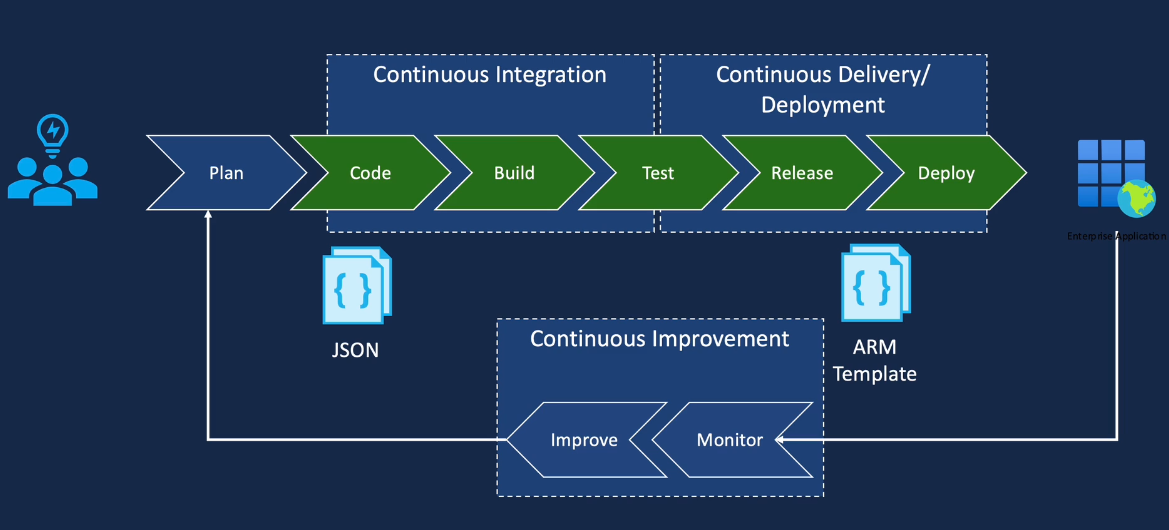 Continuous Integration
Continuous Delivery/
Deployment
Plan
Code
Build
Test
Release
Deploy
Enterprise Application
JSON
ARM
Template
Continuous Improvement
Improve
Monitor